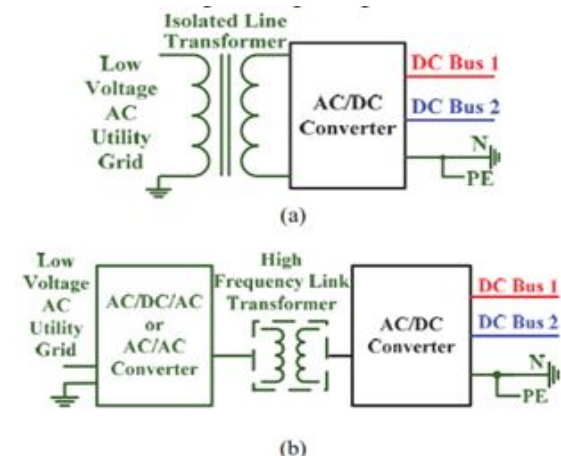 Isolated Line
Transformer
Low
Voltage
AC
Utility
Grid
AC/DC
Converter
DC Bus 1
DC Bus 2
N
PE
(a)
Low
Voltage
AC
Utility
Grid
AC/DC/AC
or
AC/AC
Converter
High
Frequency Link
Transformer
AC/DC
Converter
DC Bus 1
DC Bus 2
N
PE
(b)